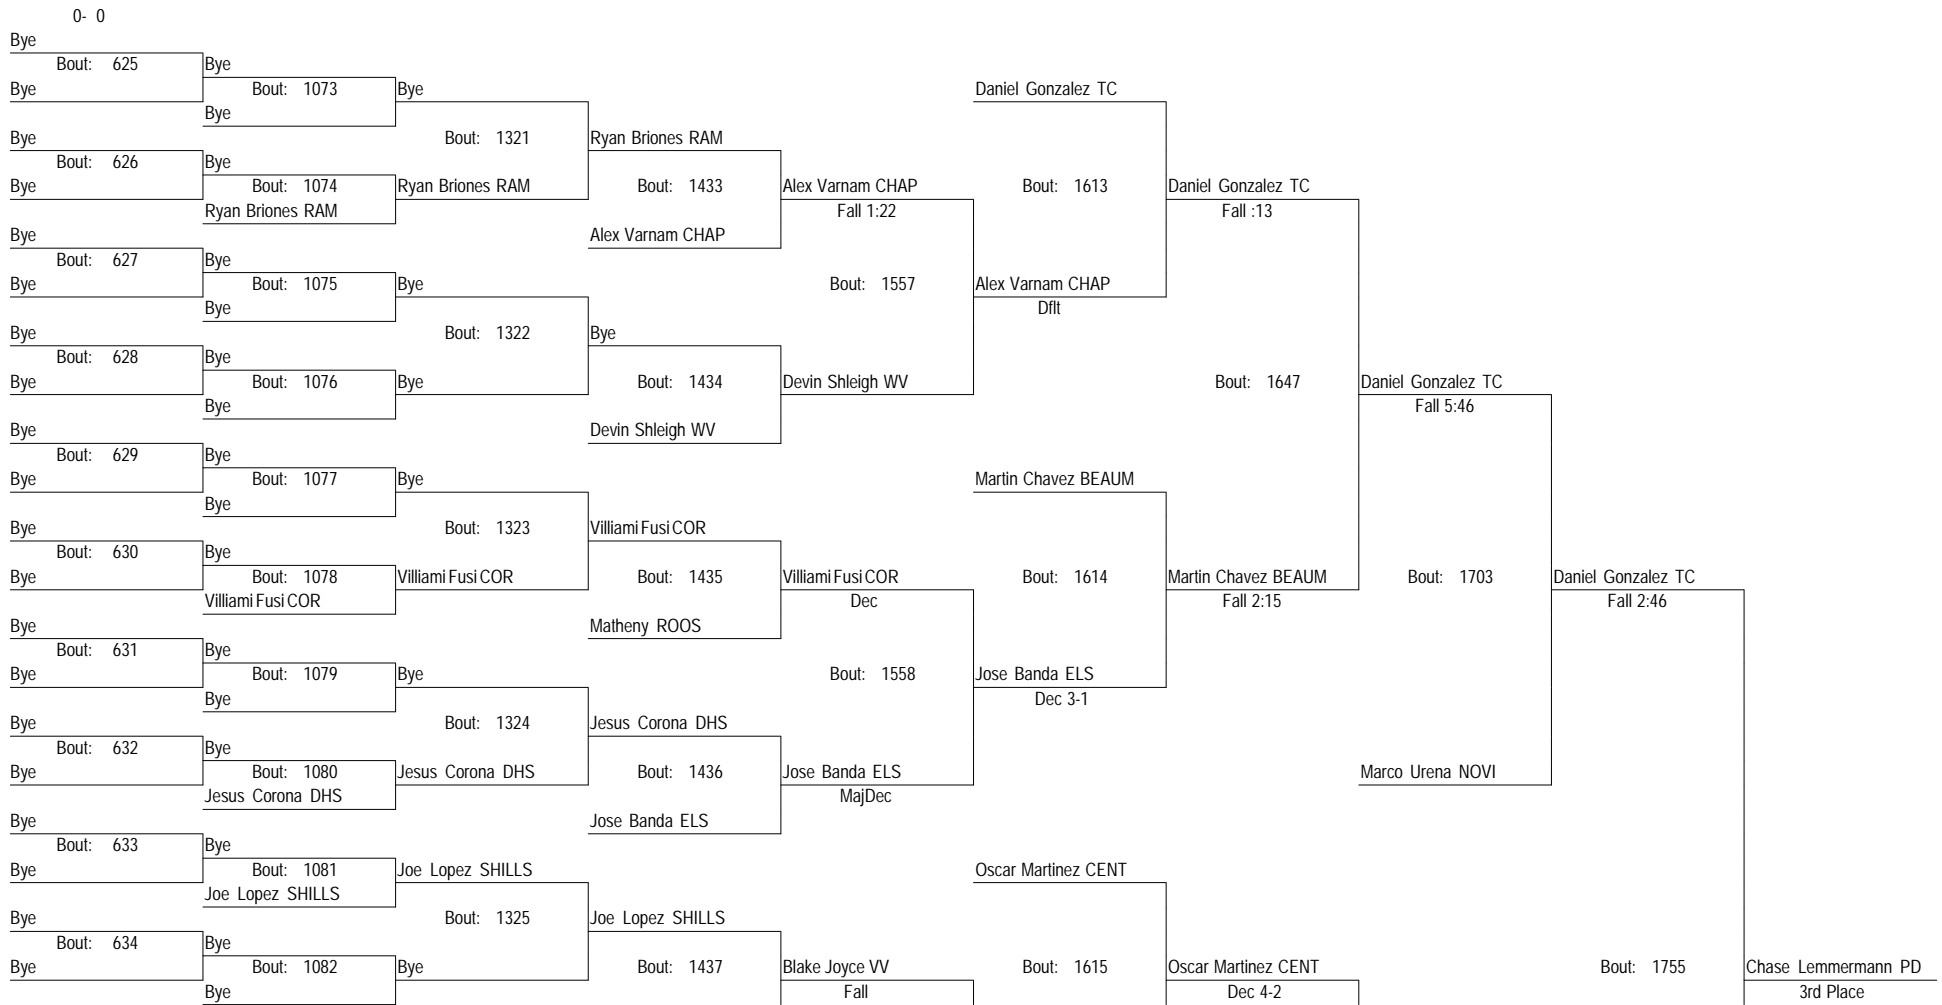 0- 0
Bye
Bout: 625 Bye
Bye Bout: 1073 Bye Daniel Gonzalez TC
Bye
Bye Bout: 1321 Ryan Briones RAM
Bout: 626 Bye
Bye Bout: 1074 Ryan Briones RAM Bout: 1433 Alex Varnam CHAP Bout: 1613 Daniel Gonzalez TC
Ryan Briones RAM Fall 1:22 Fall :13
Bye Alex Varnam CHAP
Bout: 627 Bye
Bye Bout: 1075 Bye Bout: 1557 Alex Varnam CHAP
Bye Dflt
Bye Bout: 1322 Bye
Bout: 628 Bye
Bye Bout: 1076 Bye Bout: 1434 Devin Shleigh WV Bout: 1647 Daniel Gonzalez TC
Bye Fall 5:46
Bye Devin Shleigh WV
Bout: 629 Bye
Bye Bout: 1077 Bye Martin Chavez BEAUM
Bye
Bye Bout: 1323 Villiami Fusi COR
Bout: 630 Bye
Bye Bout: 1078 Villiami Fusi COR Bout: 1435 Villiami Fusi COR Bout: 1614 Martin Chavez BEAUM Bout: 1703 Daniel Gonzalez TC
Villiami Fusi COR Dec Fall 2:15 Fall 2:46
Bye Matheny ROOS
Bout: 631 Bye
Bye Bout: 1079 Bye Bout: 1558 Jose Banda ELS
Bye Dec 3-1
Bye Bout: 1324 Jesus Corona DHS
Bout: 632 Bye
Bye Bout: 1080 Jesus Corona DHS Bout: 1436 Jose Banda ELS Marco Urena NOVI
Jesus Corona DHS MajDec
Bye Jose Banda ELS
Bout: 633 Bye
Bye Bout: 1081 Joe Lopez SHILLS Oscar Martinez CENT
Joe Lopez SHILLS
Bye Bout: 1325 Joe Lopez SHILLS
Bout: 634 Bye
Bye Bout: 1082 Bye Bout: 1437 Blake Joyce VV Bout: 1615 Oscar Martinez CENT Bout: 1755 Chase Lemmermann PD
Bye Fall Dec 4-2 3rd Place